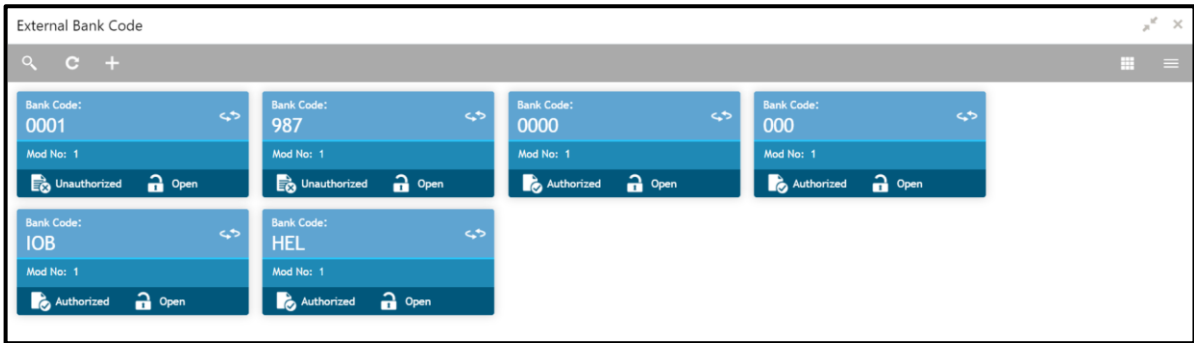 External Bank Code
Bank Code:
0001
Mod No: 1
Unauthorized Open
Bank Code:
987
Mod No: 1
Unauthorized Open
Bank Code:
0000
Mod No: 1
Authorized Open
Bank Code:
000
Mod No: 1
Authorized Open
Bank Code:
IOB
Mod No: 1
Authorized Open
Bank Code:
HEL
Mod No: 1
Authorized Open